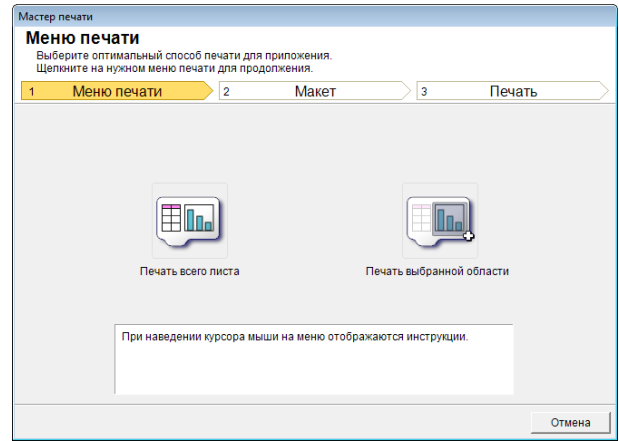 Мастер печати
Меню печати
Выберите оптимальный способ печати для приложения.
Щелкните на нужном меню печати для продолжения.
1 Меню печати 2 Макет 3 Печать
Печать всего листа Печать выбранной области
При наведении курсора мыши на меню отображаются инструкции.
Отмена